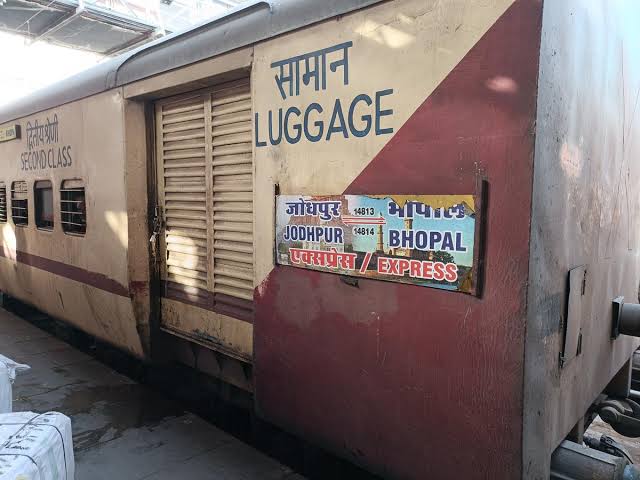 द्वितीय श्रेणी
SECOND CLASS
सामान
LUGGAGE
जोधपुर 14813 भोपाल
JODHPUR 14814 BHOPAL
एक्सप्रेस / EXPRESS